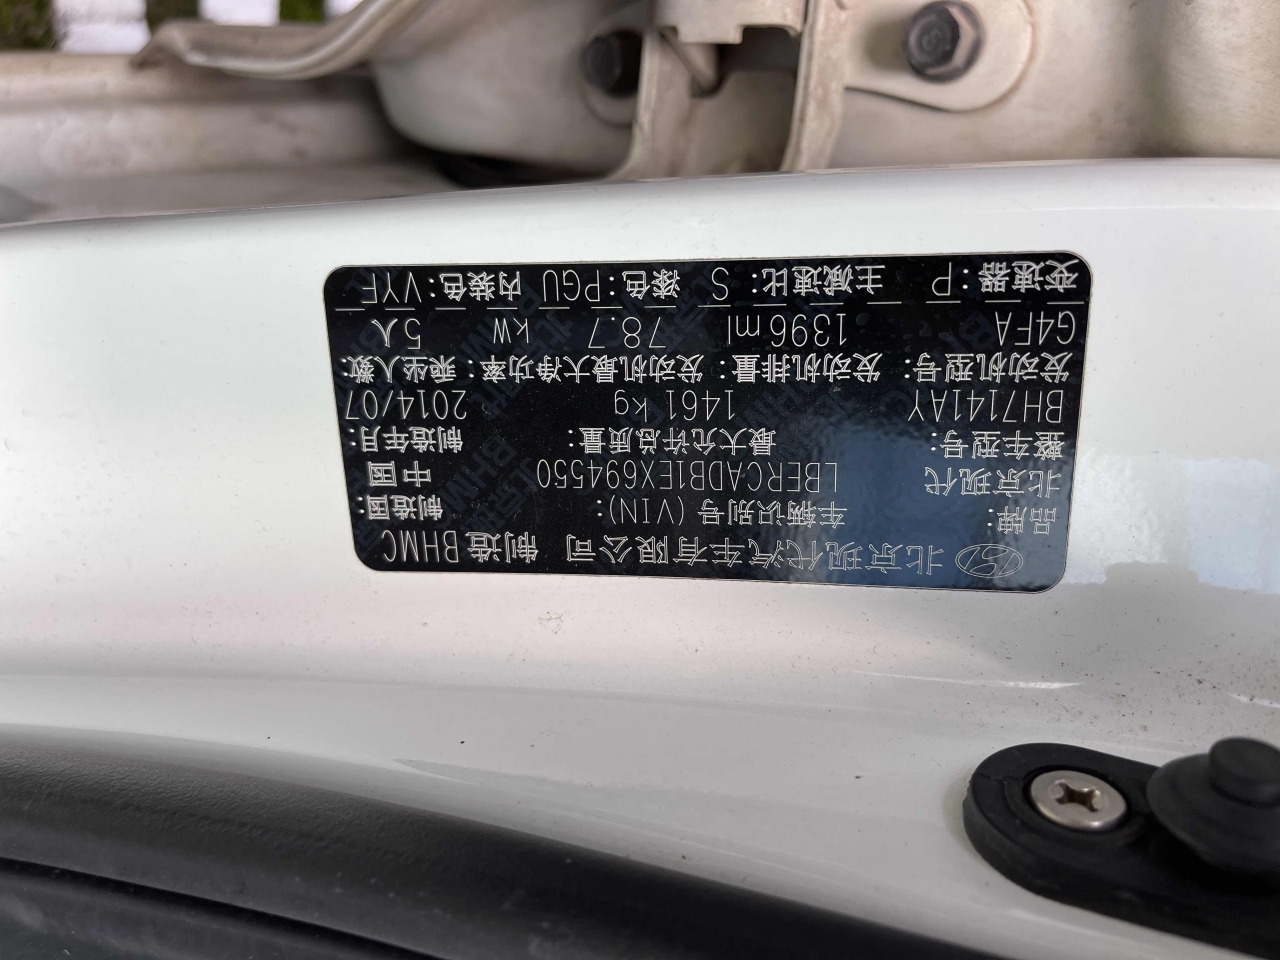 北京现代汽车有限公司 制造 BHMC
品牌: 车辆识别号 (VIN): 制造国:
北京现代 LBERCADB1EX694550 中国
整车型号: 最大允许总质量: 制造年月:
BH7141AY 1461 kg 2014/07
发动机型号: 发动机排量: 发动机最大净功率: 乘坐人数:
G4FA 1396 ml 78.7 kW 5人
变速器: P 主减速比: S 漆色: PGU 内装色: VYF